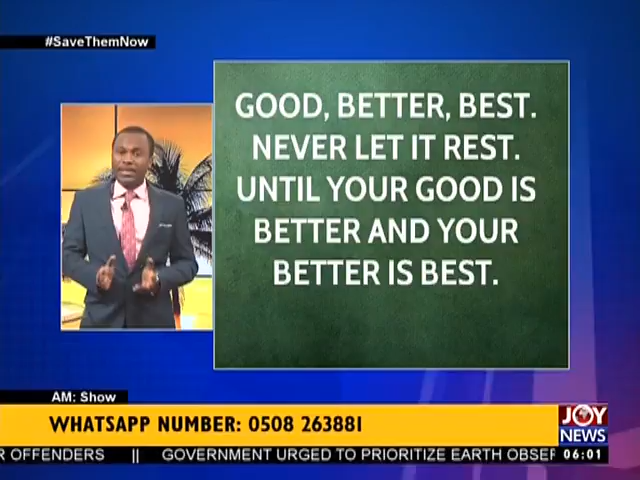 #SaveThemNow
GOOD, BETTER, BEST.
NEVER LET IT REST.
UNTIL YOUR GOOD IS
BETTER AND YOUR
BETTER IS BEST.
AM: Show
WHATSAPP NUMBER: 0508 263881
JOY
NEWS
R OFFENDERS || GOVERNMENT URGED TO PRIORITIZE EARTH OBSER
06:01